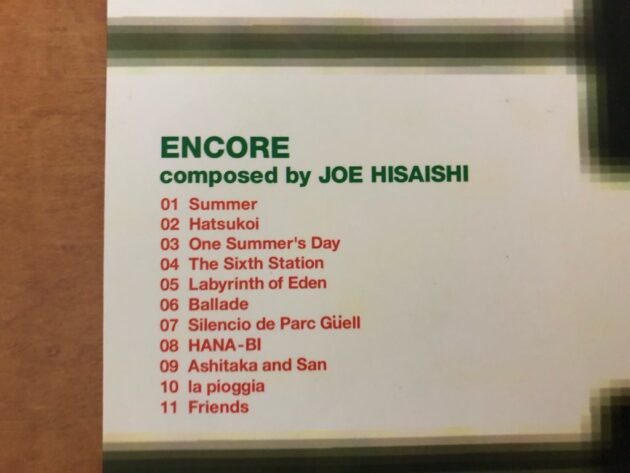 ENCORE
composed by JOE HISAISHI
01 Summer
02 Hatsukoi
03 One Summer's Day
04 The Sixth Station
05 Labyrinth of Eden
06 Ballade
07 Silencio de Parc Güell
08 HANA-BI
09 Ashitaka and San
10 la pioggia
11 Friends